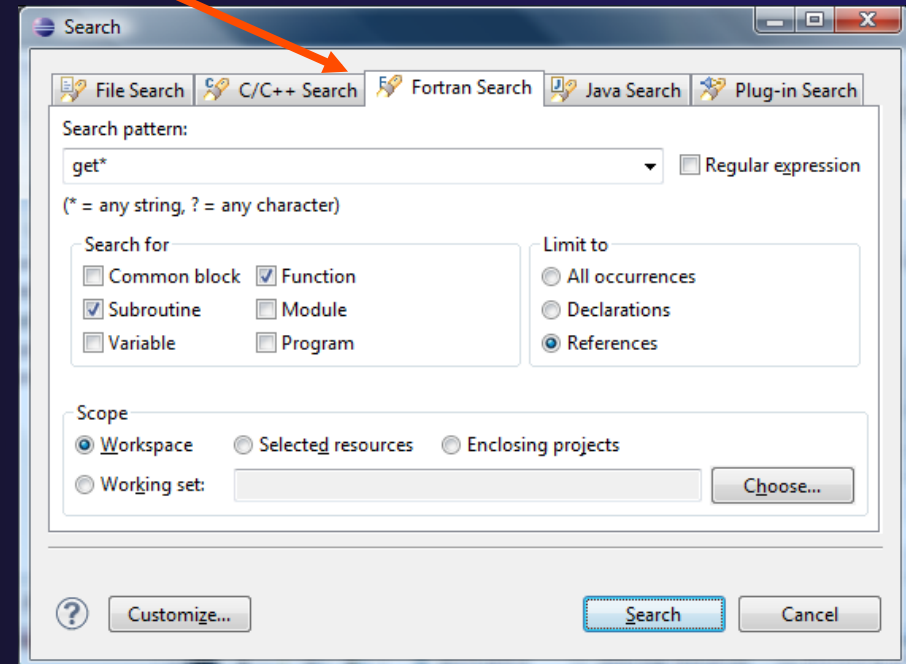 Search
File Search C/C++ Search Fortran Search Java Search Plug-in Search
Search pattern:
get* Regular expression
(* = any string, ? = any character)
Search for Limit to
Common block Function All occurrences
Subroutine Module Declarations
Variable Program References
Scope
Workspace Selected resources Enclosing projects
Working set: Choose...
? Customize... Search Cancel